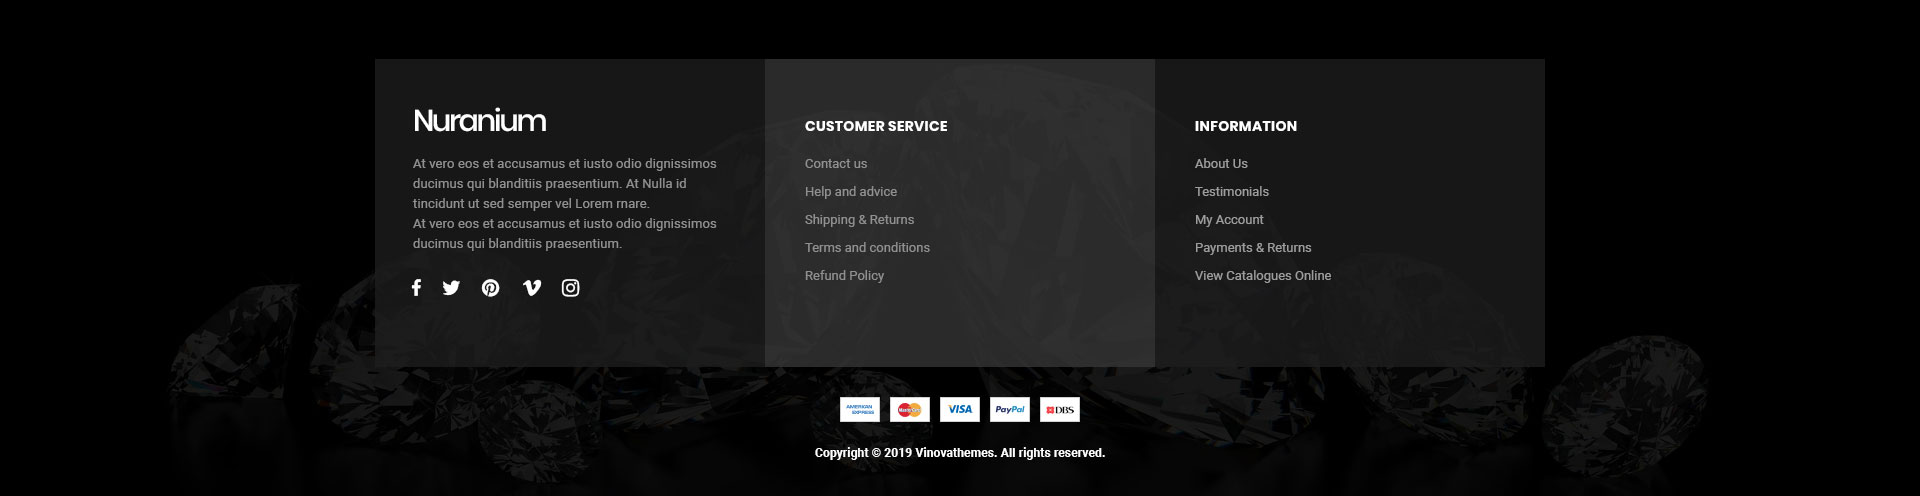 Nuranium
At vero eos et accusamus et iusto odio dignissimos
ducimus qui blanditiis praesentium. At Nulla id
tincidunt ut sed semper vel Lorem rnare.
At vero eos et accusamus et iusto odio dignissimos
ducimus qui blanditiis praesentium.
CUSTOMER SERVICE
Contact us
Help and advice
Shipping & Returns
Terms and conditions
Refund Policy
INFORMATION
About Us
Testimonials
My Account
Payments & Returns
View Catalogues Online
AMERICAN
EXPRESS
MasterCard
VISA
PayPal
DBS
Copyright © 2019 Vinovathemes. All rights reserved.